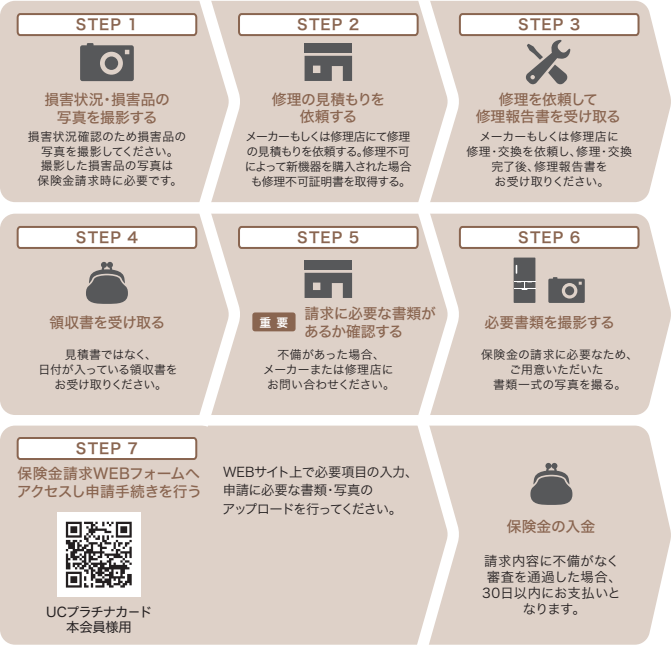 STEP 1
損害状況・損害品の
写真を撮影する
損害状況確認のため損害品の
写真を撮影してください。
撮影した損害品の写真は
保険金請求時に必要です。
STEP 2
修理の見積もりを
依頼する
メーカーもしくは修理店にて修理
の見積もりを依頼する。修理不可
によって新機器を購入された場合
も修理不可証明書を取得する。
STEP 3
修理を依頼して
修理報告書を受け取る
メーカーもしくは修理店に
修理・交換を依頼し、修理・交換
完了後、修理報告書を
お受け取りください。
STEP 4
領収書を受け取る
見積書ではなく、
日付が入っている領収書を
お受け取りください。
STEP 5
重要
請求に必要な書類が
あるか確認する
不備があった場合、
メーカーまたは修理店に
お問い合わせください。
STEP 6
必要書類を撮影する
保険金の請求に必要なため、
ご用意いただいた
書類一式の写真を撮る。
STEP 7
保険金請求WEBフォームへ
アクセスし申請手続きを行う
UCプラチナカード
本会員様用
WEBサイト上で必要項目の入力、
申請に必要な書類・写真の
アップロードを行ってください。
保険金の入金
請求内容に不備がなく
審査を通過した場合、
30日以内にお支払いと
なります。